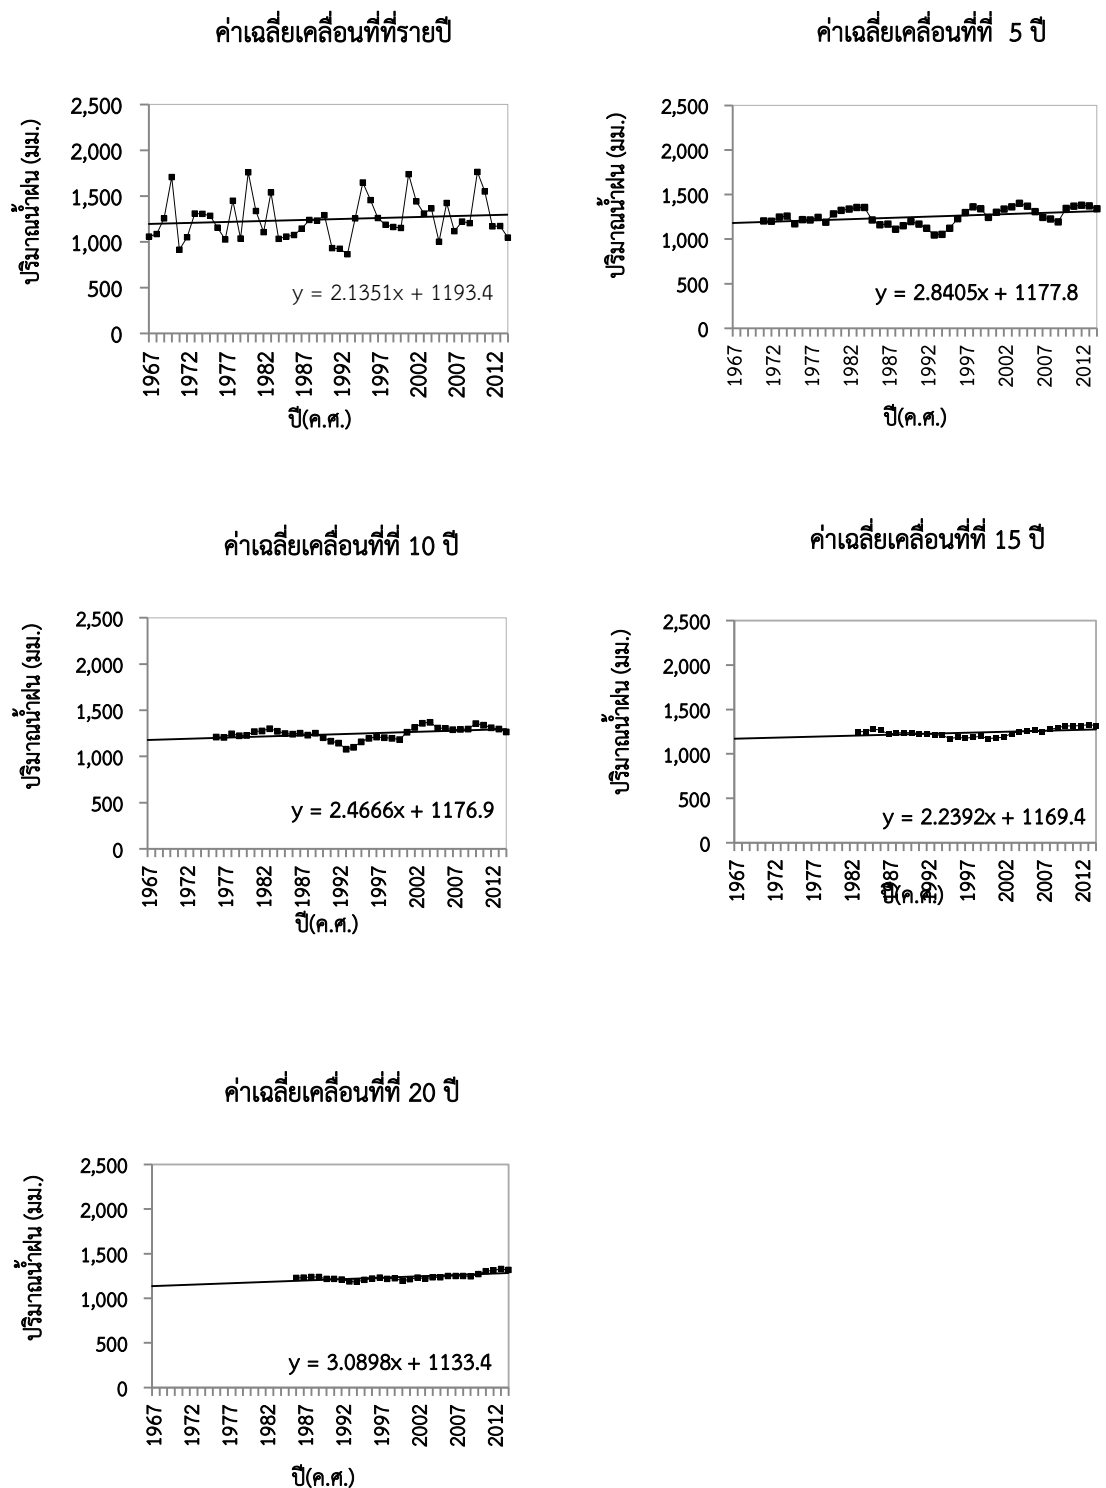 ค่าเฉลี่ยเคลื่อนที่ที่รายปี
ปริมาณน้ำฝน (มม.)
2,500
2,000
1,500
1,000
500
0
y = 2.1351x + 1193.4
1967 1972 1977 1982 1987 1992 1997 2002 2007 2012
ปี(ค.ศ.)
ค่าเฉลี่ยเคลื่อนที่ที่ 5 ปี
ปริมาณน้ำฝน (มม.)
2,500
2,000
1,500
1,000
500
0
y = 2.8405x + 1177.8
1967 1972 1977 1982 1987 1992 1997 2002 2007 2012
ปี(ค.ศ.)
ค่าเฉลี่ยเคลื่อนที่ที่ 10 ปี
ปริมาณน้ำฝน (มม.)
2,500
2,000
1,500
1,000
500
0
y = 2.4666x + 1176.9
1967 1972 1977 1982 1987 1992 1997 2002 2007 2012
ปี(ค.ศ.)
ค่าเฉลี่ยเคลื่อนที่ที่ 15 ปี
ปริมาณน้ำฝน (มม.)
2,500
2,000
1,500
1,000
500
0
y = 2.2392x + 1169.4
1967 1972 1977 1982 1987 1992 1997 2002 2007 2012
ปี(ค.ศ.)
ค่าเฉลี่ยเคลื่อนที่ที่ 20 ปี
ปริมาณน้ำฝน (มม.)
2,500
2,000
1,500
1,000
500
0
y = 3.0898x + 1133.4
1967 1972 1977 1982 1987 1992 1997 2002 2007 2012
ปี(ค.ศ.)